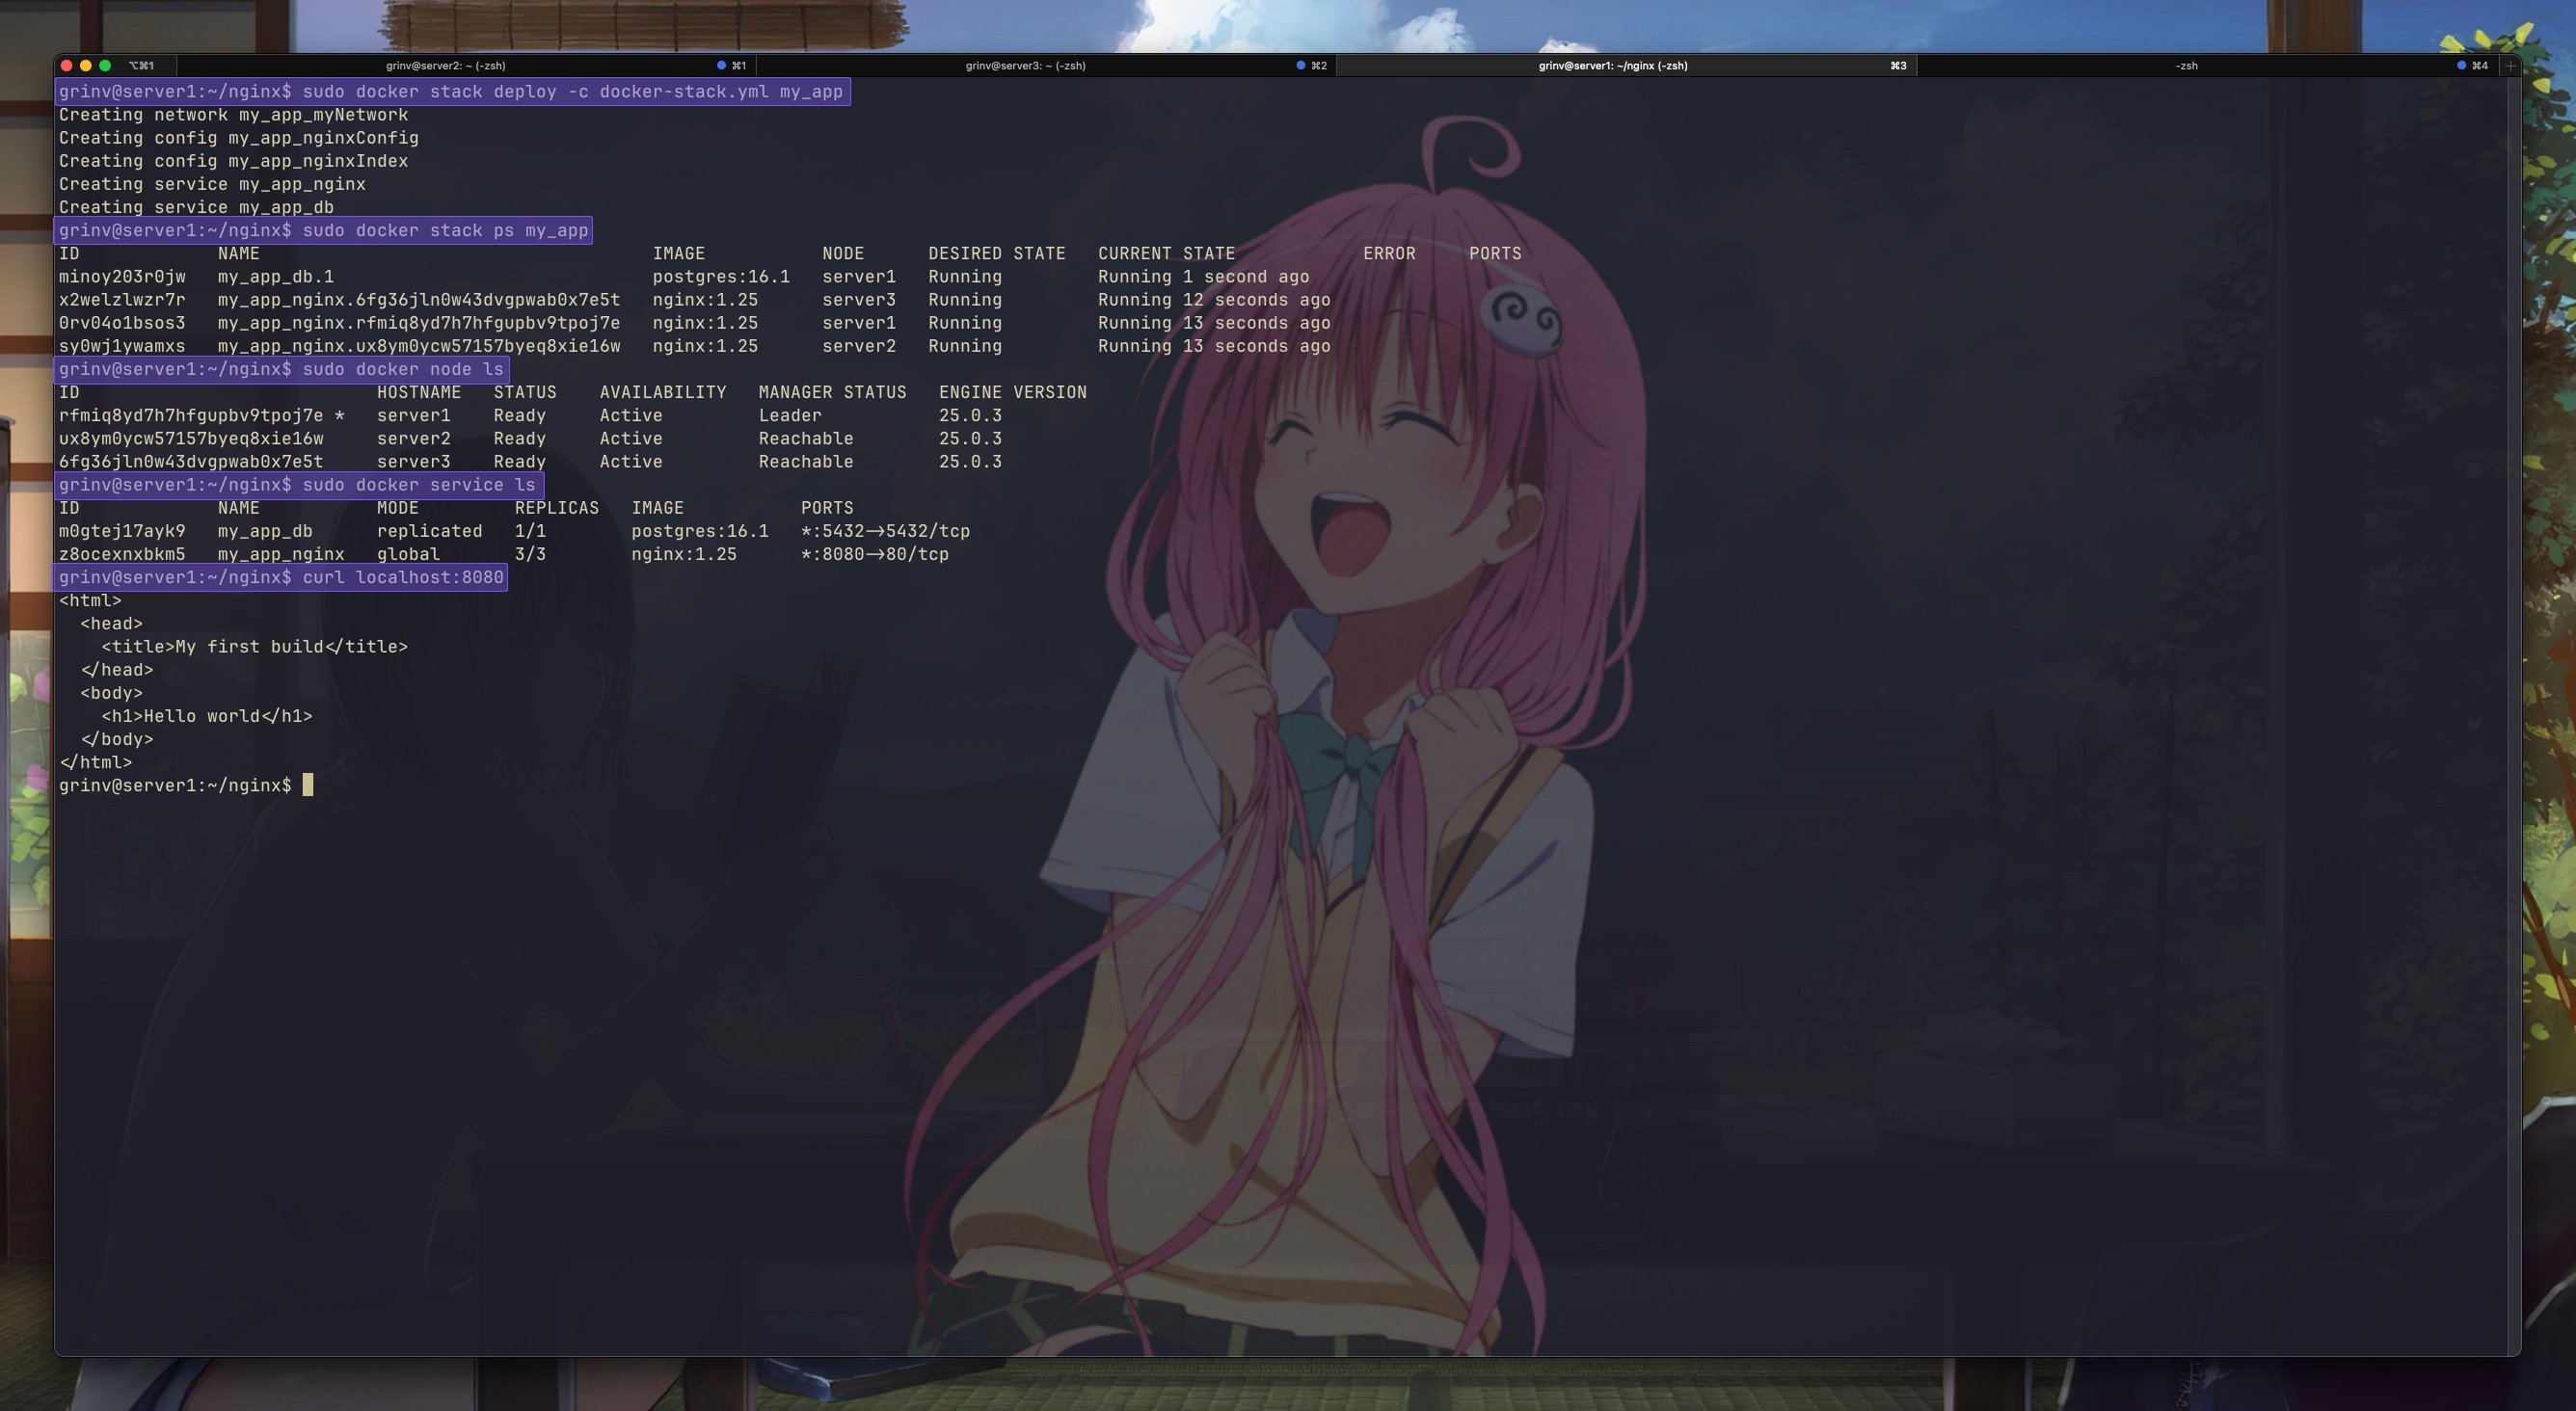 ⌥⌘1 grinv@server2: ~ (-zsh) ⌘1 grinv@server3: ~ (-zsh) ⌘2 grinv@server1: ~/nginx (-zsh) ⌘3 -zsh ⌘4 +
grinv@server1:~/nginx$ sudo docker stack deploy -c docker-stack.yml my_app
Creating network my_app_myNetwork
Creating config my_app_nginxConfig
Creating config my_app_nginxIndex
Creating service my_app_nginx
Creating service my_app_db
grinv@server1:~/nginx$ sudo docker stack ps my_app
ID NAME IMAGE NODE DESIRED STATE CURRENT STATE ERROR PORTS
minoy203r0jw my_app_db.1 postgres:16.1 server1 Running Running 1 second ago
x2welzlwzr7r my_app_nginx.6fg36jln0w43dvgpwab0x7e5t nginx:1.25 server3 Running Running 12 seconds ago
0rv04o1bsos3 my_app_nginx.rfmiq8yd7h7hfgupbv9tpoj7e nginx:1.25 server1 Running Running 13 seconds ago
sy0wj1ywamxs my_app_nginx.ux8ym0ycw57157byeq8xie16w nginx:1.25 server2 Running Running 13 seconds ago
grinv@server1:~/nginx$ sudo docker node ls
ID HOSTNAME STATUS AVAILABILITY MANAGER STATUS ENGINE VERSION
rfmiq8yd7h7hfgupbv9tpoj7e * server1 Ready Active Leader 25.0.3
ux8ym0ycw57157byeq8xie16w server2 Ready Active Reachable 25.0.3
6fg36jln0w43dvgpwab0x7e5t server3 Ready Active Reachable 25.0.3
grinv@server1:~/nginx$ sudo docker service ls
ID NAME MODE REPLICAS IMAGE PORTS
m0gtej17ayk9 my_app_db replicated 1/1 postgres:16.1 *:5432->5432/tcp
z8ocexnxbkm5 my_app_nginx global 3/3 nginx:1.25 *:8080->80/tcp
grinv@server1:~/nginx$ curl localhost:8080
<html>
  <head>
    <title>My first build</title>
  </head>
  <body>
    <h1>Hello world</h1>
  </body>
</html>
grinv@server1:~/nginx$